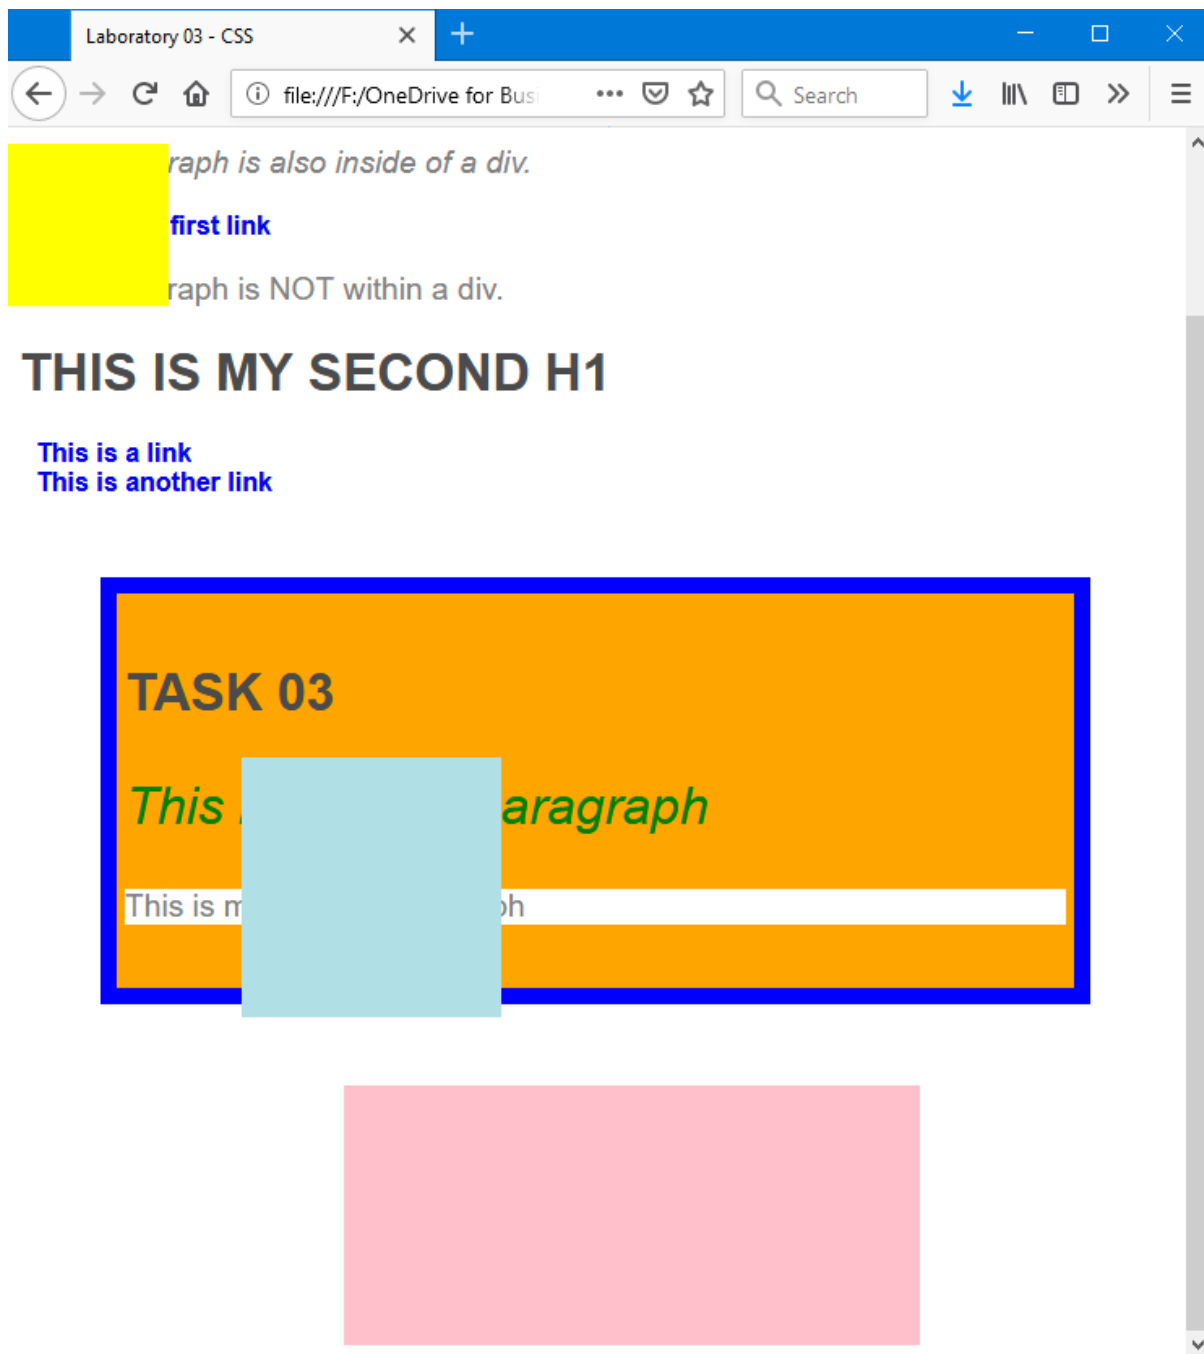 Laboratory 03 - CSS
file:///F:/OneDrive for Busi
Search
raph is also inside of a div.
first link
raph is NOT within a div.
THIS IS MY SECOND H1
This is a link
This is another link
TASK 03
This aragraph
This is